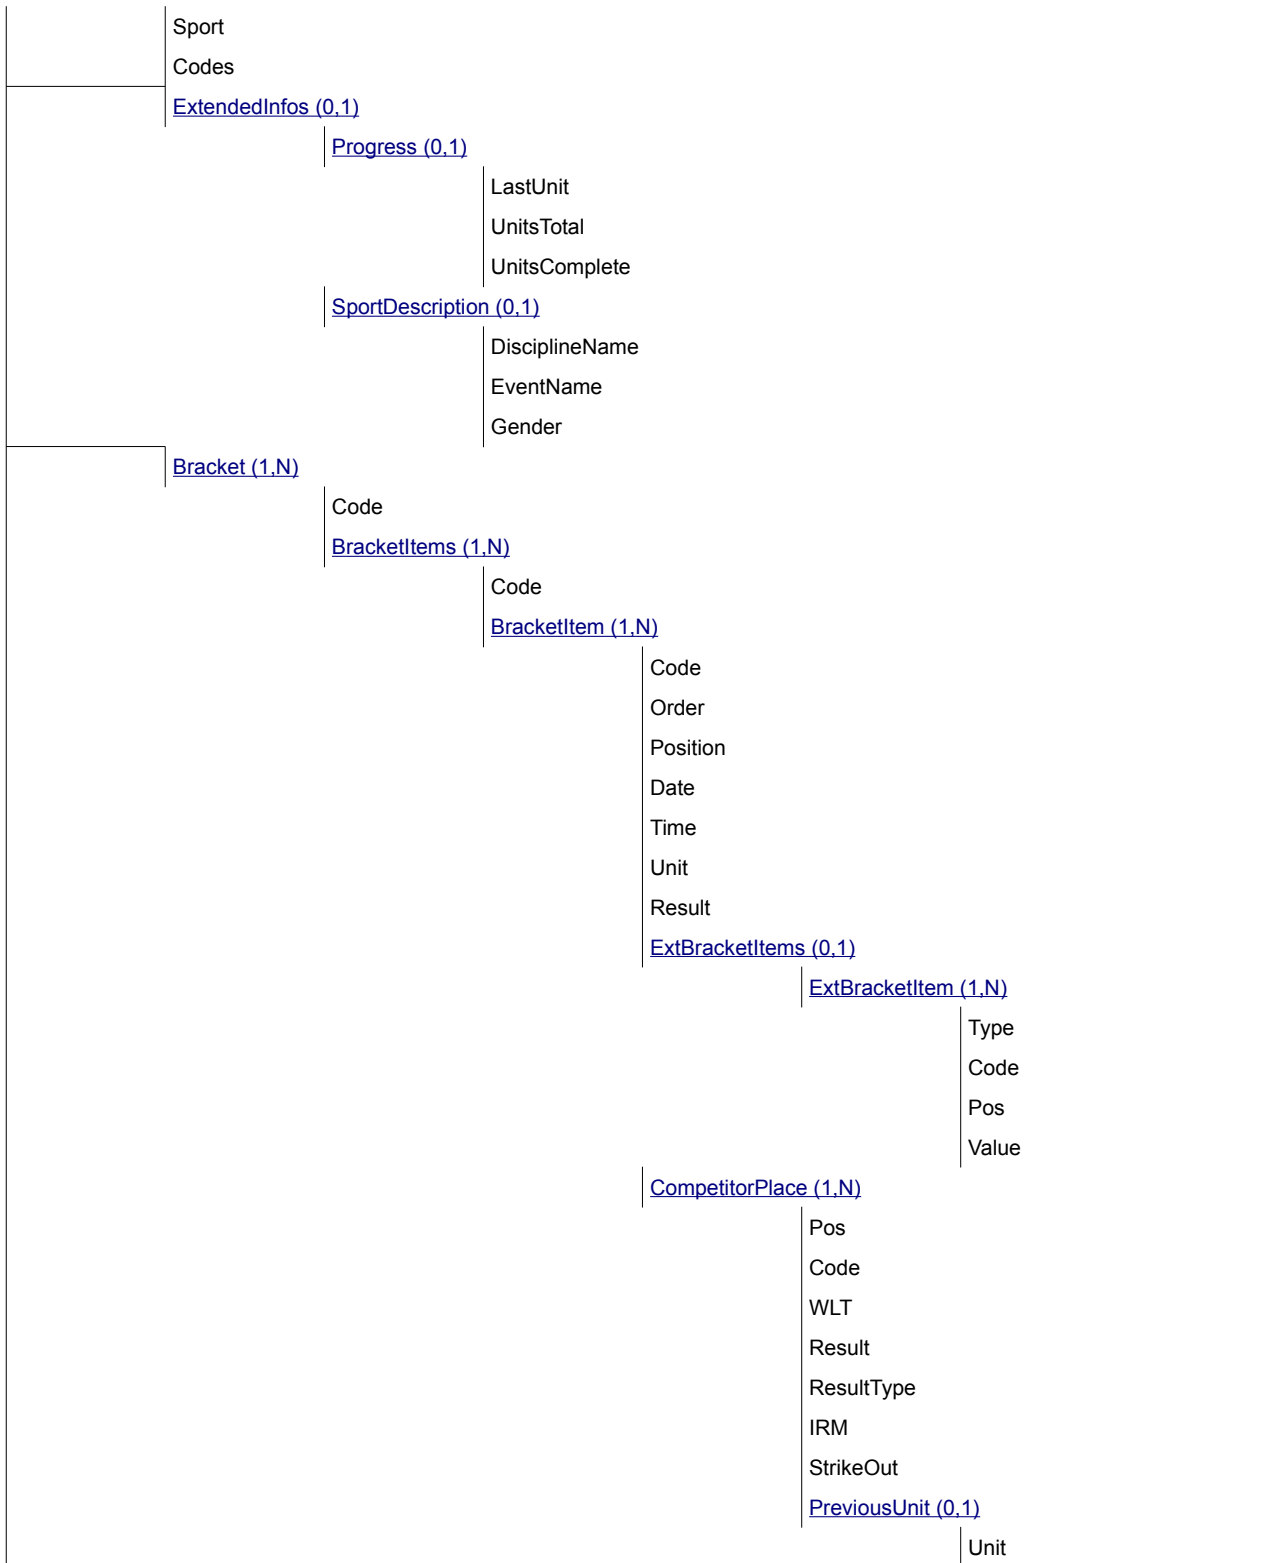 Sport
Codes
ExtendedInfos (0,1)
Progress (0,1)
LastUnit
UnitsTotal
UnitsComplete
SportDescription (0,1)
DisciplineName
EventName
Gender
Bracket (1,N)
Code
BracketItems (1,N)
Code
BracketItem (1,N)
Code
Order
Position
Date
Time
Unit
Result
ExtBracketItems (0,1)
ExtBracketItem (1,N)
Type
Code
Pos
Value
CompetitorPlace (1,N)
Pos
Code
WLT
Result
ResultType
IRM
StrikeOut
PreviousUnit (0,1)
Unit